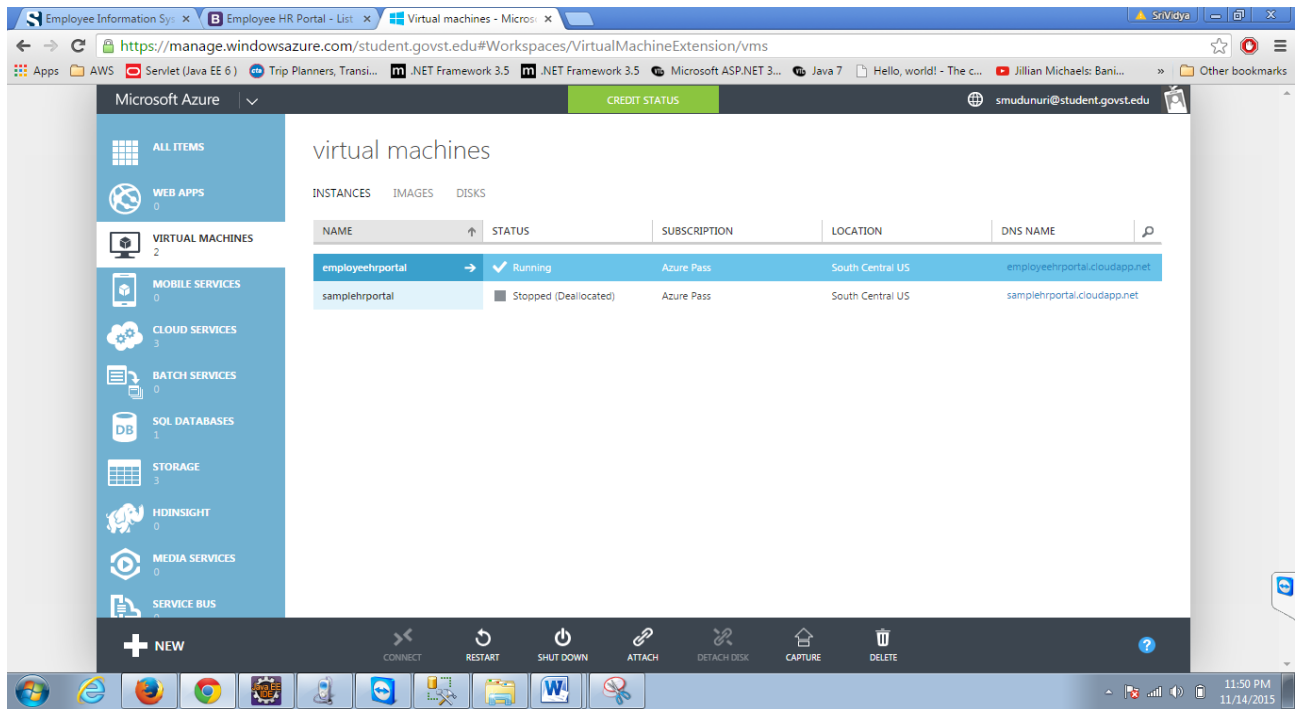 Employee Information Sys
Employee HR Portal - List
Virtual machines - Micros
SriVidya
https://manage.windowsazure.com/student.govst.edu#Workspaces/VirtualMachineExtension/vms
Apps
AWS
Servlet (Java EE 6 )
Trip Planners, Transi...
.NET Framework 3.5
.NET Framework 3.5
Microsoft ASP.NET 3...
Java 7
Hello, world! - The c...
Jillian Michaels: Bani...
»
Other bookmarks
Microsoft Azure
CREDIT STATUS
smudunuri@student.govst.edu
ALL ITEMS
WEB APPS
0
VIRTUAL MACHINES
2
MOBILE SERVICES
0
CLOUD SERVICES
3
BATCH SERVICES
0
SQL DATABASES
1
DB
STORAGE
3
HDINSIGHT
0
MEDIA SERVICES
0
SERVICE BUS
virtual machines
INSTANCES IMAGES DISKS
NAME STATUS SUBSCRIPTION LOCATION DNS NAME
employeehrportal Running Azure Pass South Central US employeehrportal.cloudapp.net
samplehrportal Stopped (Deallocated) Azure Pass South Central US samplehrportal.cloudapp.net
NEW
CONNECT
RESTART
SHUT DOWN
ATTACH
DETACH DISK
CAPTURE
DELETE
?
11:50 PM
11/14/2015